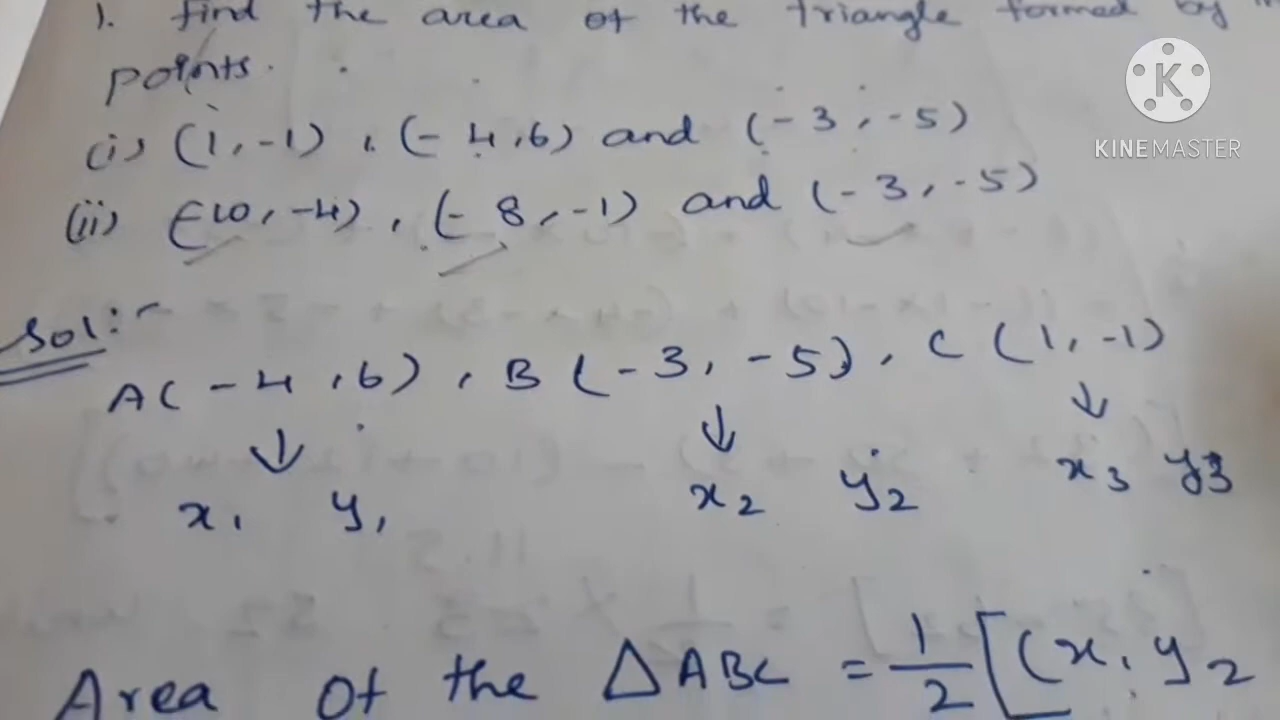 1. Find the area of the triangle formed by
points.
(i) (1, -1), (-4, 6) and (-3, -5)
(ii) (-10, -4), (-8, -1) and (-3, -5)
Sol:-
A(-4, 6), B(-3, -5), C(1, -1)
↓ ↓ ↓
x₁ y₁ x₂ y₂ x₃ y₃
Area of the ΔABC = 1/2 [(x₁ y₂
K
KINEMASTER